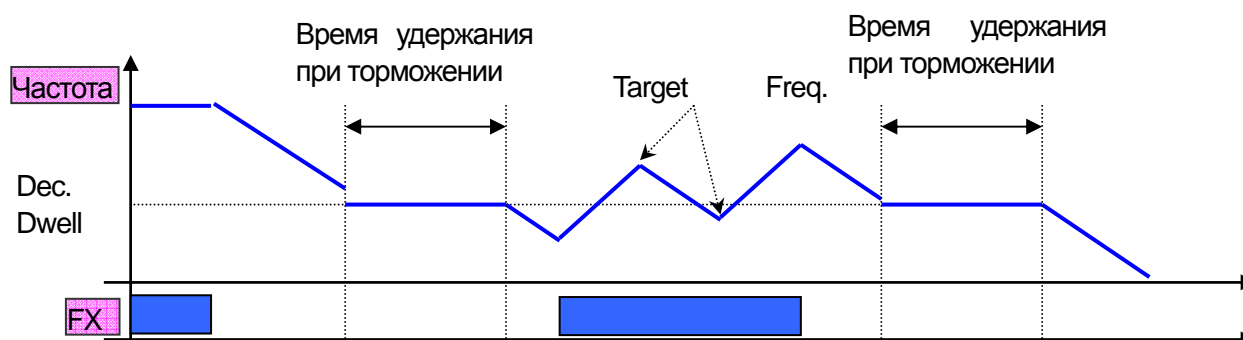 Время удержания
при торможении
Время удержания
при торможении
Частота
Target Freq.
Dec.
Dwell
FX